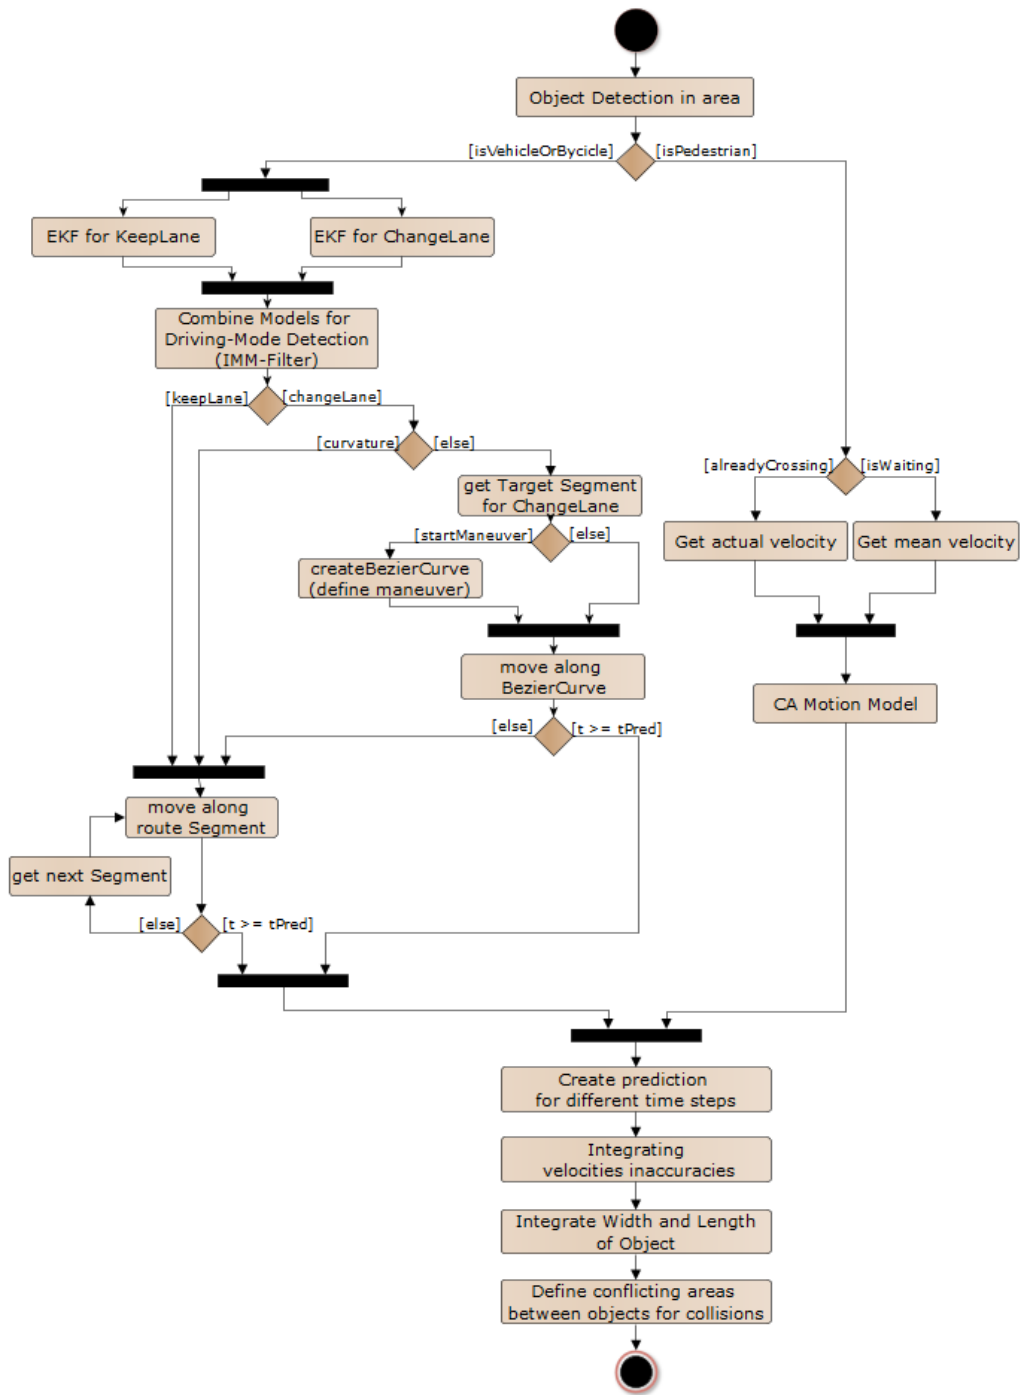 Object Detection in area
[isVehicleOrBycicle]
[isPedestrian]
EKF for KeepLane
EKF for ChangeLane
Combine Models for
Driving-Mode Detection
(IMM-Filter)
[keepLane]
[changeLane]
[curvature]
[else]
[alreadyCrossing]
[isWaiting]
get Target Segment
for ChangeLane
[startManeuver]
[else]
Get actual velocity
Get mean velocity
createBezierCurve
(define maneuver)
move along
BezierCurve
CA Motion Model
[else]
[t >= tPred]
move along
route Segment
get next Segment
[else]
[t >= tPred]
Create prediction
for different time steps
Integrating
velocities inaccuracies
Integrate Width and Length
of Object
Define conflicting areas
between objects for collisions